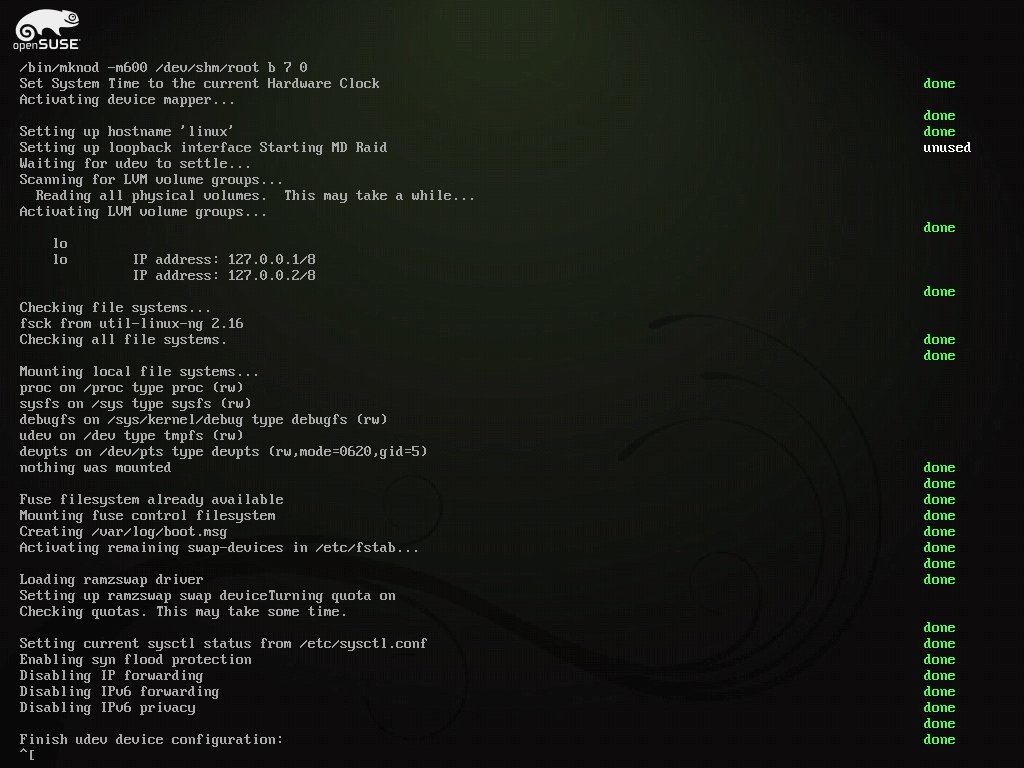 openSUSE
/bin/mknod -m600 /dev/shm/root b 7 0
Set System Time to the current Hardware Clock done
Activating device mapper...
done
Setting up hostname 'linux' done
Setting up loopback interface Starting MD Raid unused
Waiting for udev to settle...
Scanning for LVM volume groups...
Reading all physical volumes. This may take a while...
Activating LVM volume groups...
done
lo
lo IP address: 127.0.0.1/8
IP address: 127.0.0.2/8
done
Checking file systems...
fsck from util-linux-ng 2.16
Checking all file systems. done
done
Mounting local file systems...
proc on /proc type proc (rw)
sysfs on /sys type sysfs (rw)
debugfs on /sys/kernel/debug type debugfs (rw)
udev on /dev type tmpfs (rw)
devpts on /dev/pts type devpts (rw,mode=0620,gid=5)
nothing was mounted done
done
Fuse filesystem already available done
Mounting fuse control filesystem done
Creating /var/log/boot.msg done
Activating remaining swap-devices in /etc/fstab... done
done
Loading ramzswap driver done
Setting up ramzswap swap deviceTurning quota on
Checking quotas. This may take some time.
done
Setting current sysctl status from /etc/sysctl.conf done
Enabling syn flood protection done
Disabling IP forwarding done
Disabling IPv6 forwarding done
Disabling IPv6 privacy done
done
Finish udev device configuration: done
^[